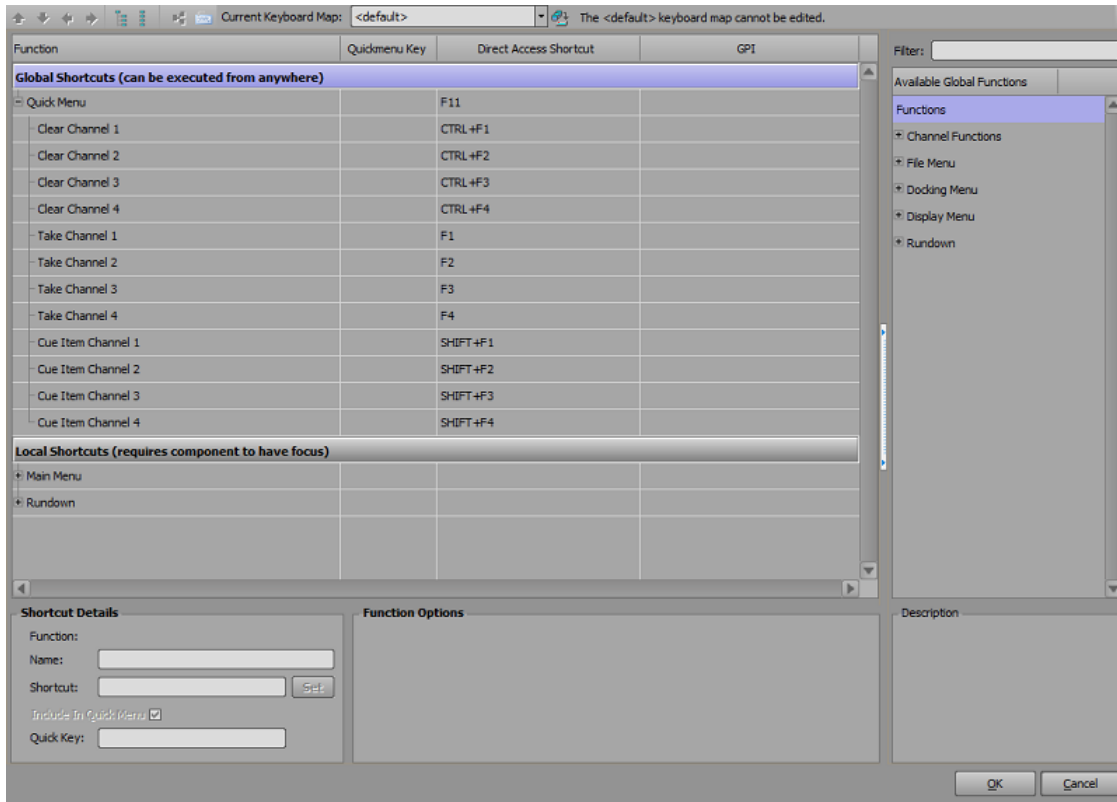 Current Keyboard Map: <default> The <default> keyboard map cannot be edited.
Function Quickmenu Key Direct Access Shortcut GPI
Global Shortcuts (can be executed from anywhere)
Quick Menu F11
Clear Channel 1 CTRL+F1
Clear Channel 2 CTRL+F2
Clear Channel 3 CTRL+F3
Clear Channel 4 CTRL+F4
Take Channel 1 F1
Take Channel 2 F2
Take Channel 3 F3
Take Channel 4 F4
Cue Item Channel 1 SHIFT+F1
Cue Item Channel 2 SHIFT+F2
Cue Item Channel 3 SHIFT+F3
Cue Item Channel 4 SHIFT+F4
Local Shortcuts (requires component to have focus)
Main Menu
Rundown
Filter:
Available Global Functions
Functions
Channel Functions
File Menu
Docking Menu
Display Menu
Rundown
Shortcut Details
Function:
Name:
Shortcut: Set
Include In Quick Menu
Quick Key:
Function Options
Description
OK Cancel